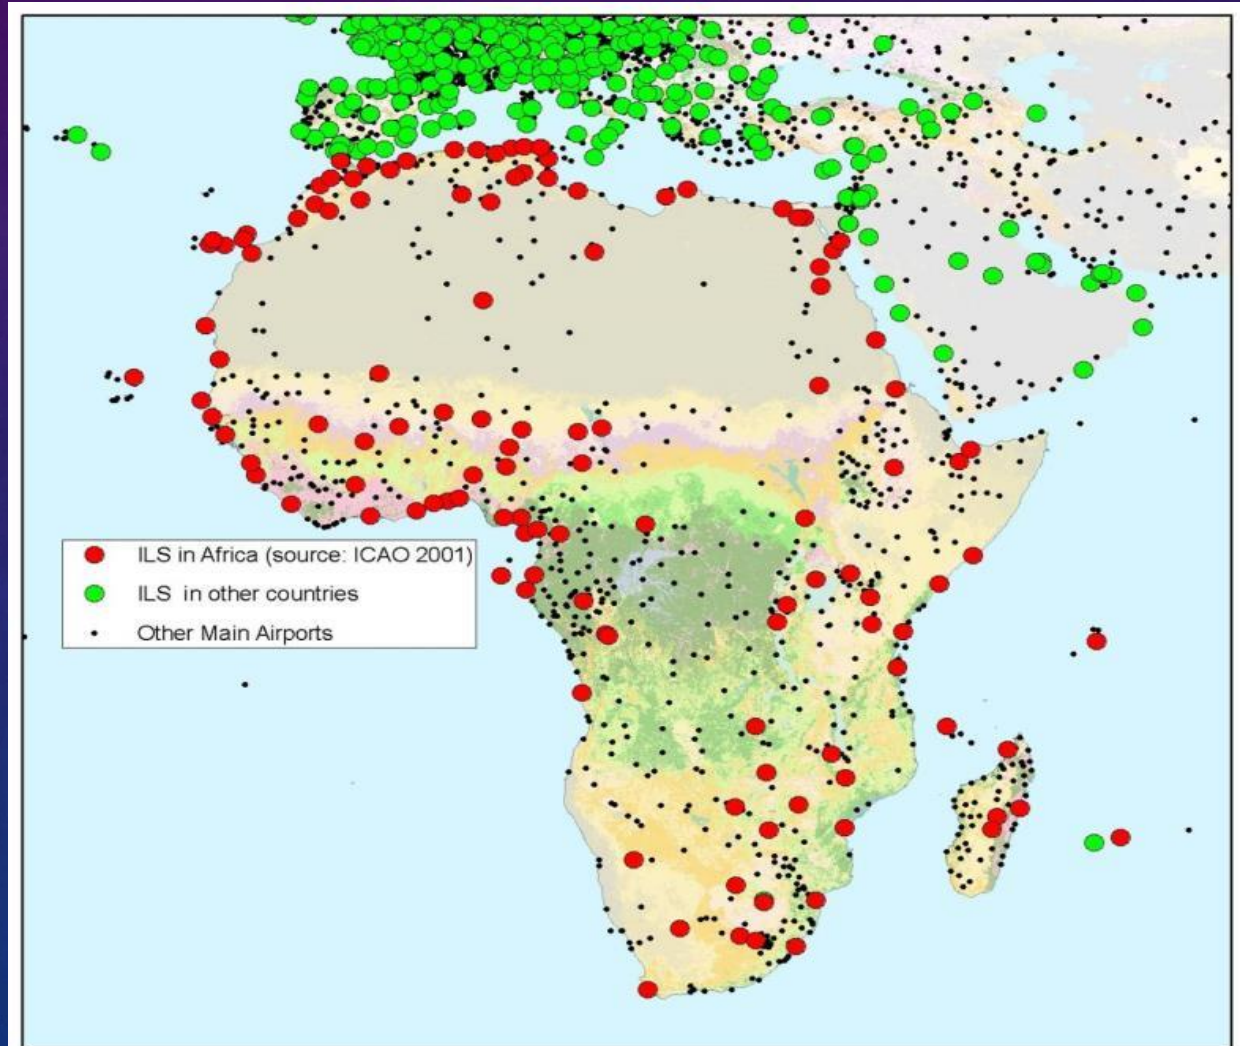 ILS in Africa (source: ICAO 2001)
ILS in other countries
Other Main Airports